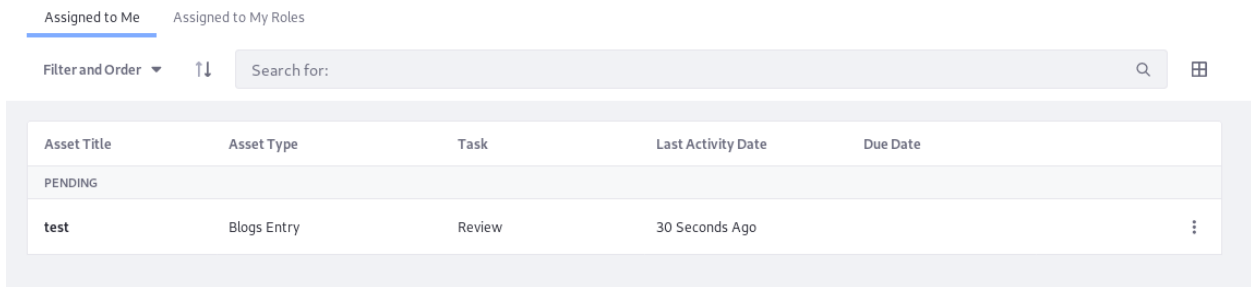 Assigned to Me Assigned to My Roles
Filter and Order Search for:
Asset Title Asset Type Task Last Activity Date Due Date
PENDING
test Blogs Entry Review 30 Seconds Ago